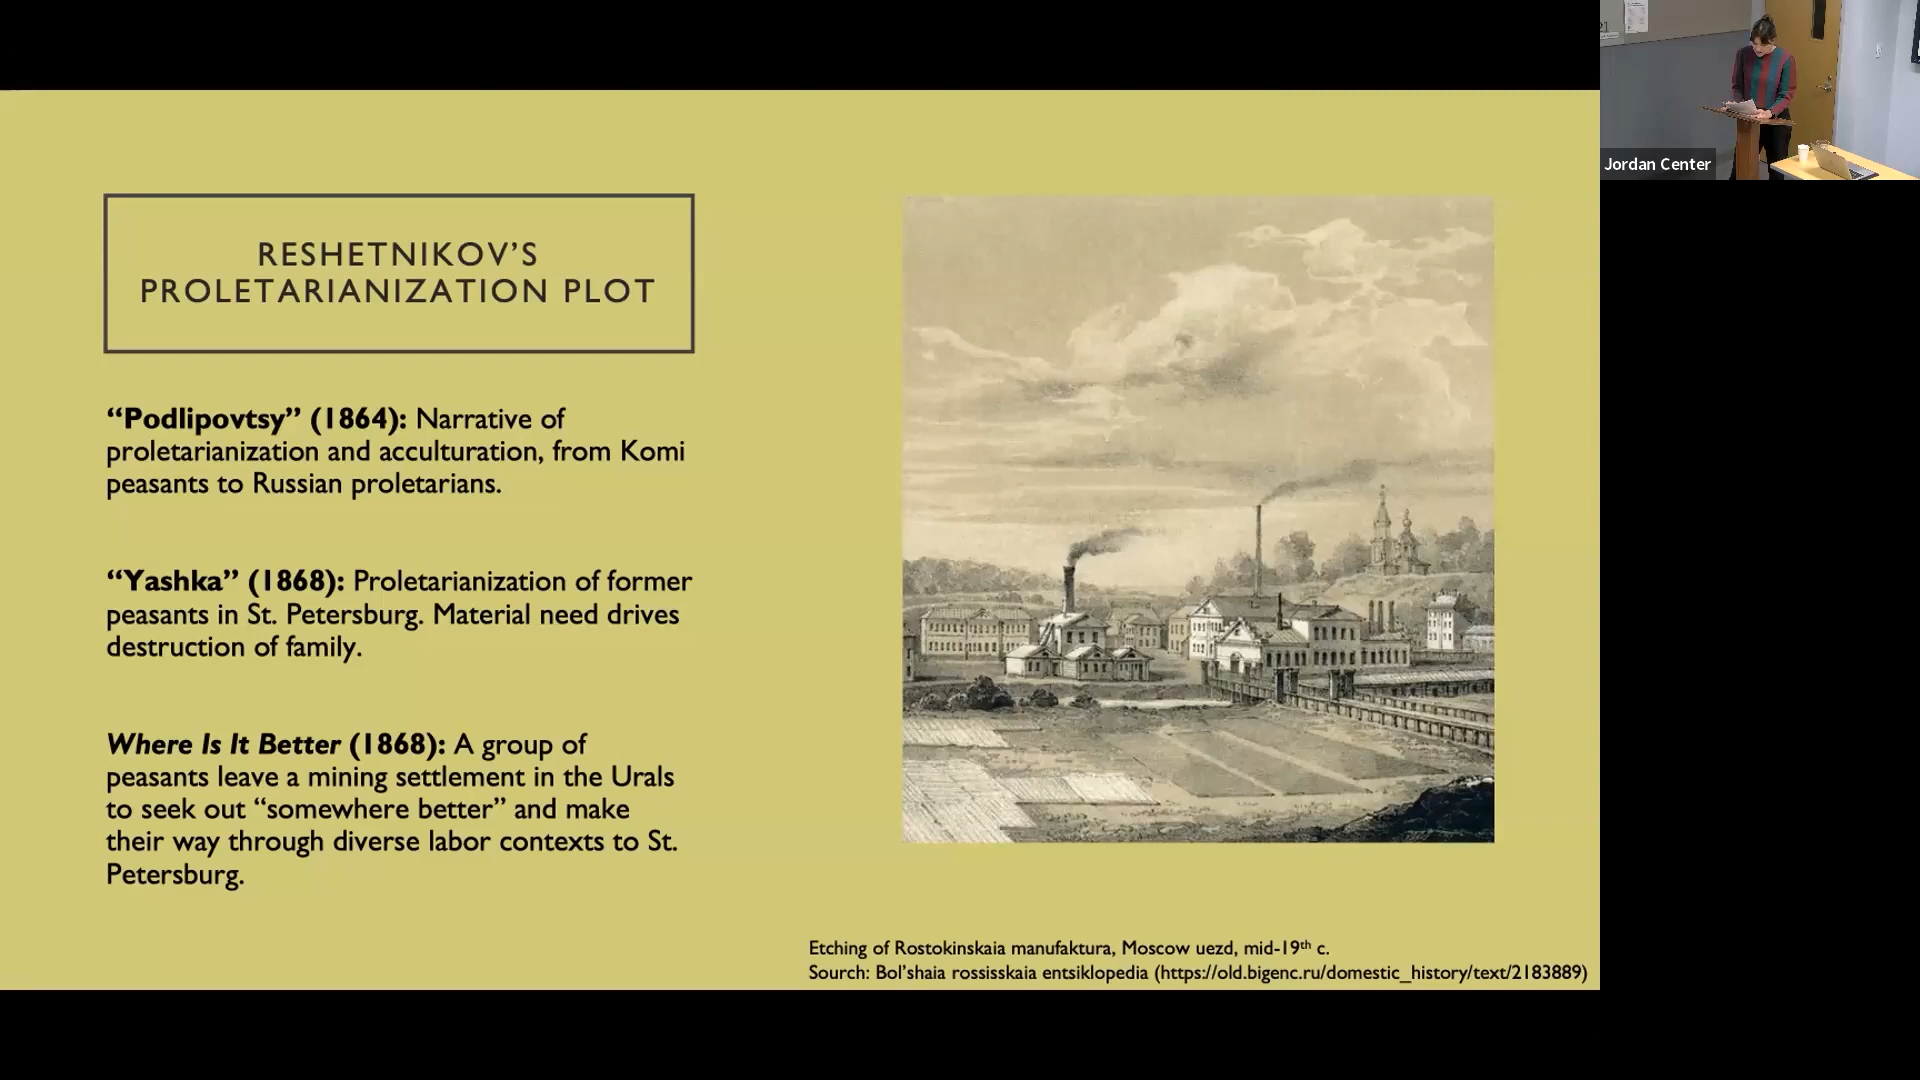 Jordan Center
RESHETNIKOV’S
PROLETARIANIZATION PLOT
“Podlipovtsy” (1864): Narrative of
proletarianization and acculturation, from Komi
peasants to Russian proletarians.
“Yashka” (1868): Proletarianization of former
peasants in St. Petersburg. Material need drives
destruction of family.
Where Is It Better (1868): A group of
peasants leave a mining settlement in the Urals
to seek out “somewhere better” and make
their way through diverse labor contexts to St.
Petersburg.
Etching of Rostokinskaia manufaktura, Moscow uezd, mid-19th c.
Sourch: Bol’shaia rossisskaia entsiklopedia (https://old.bigenc.ru/domestic_history/text/2183889)